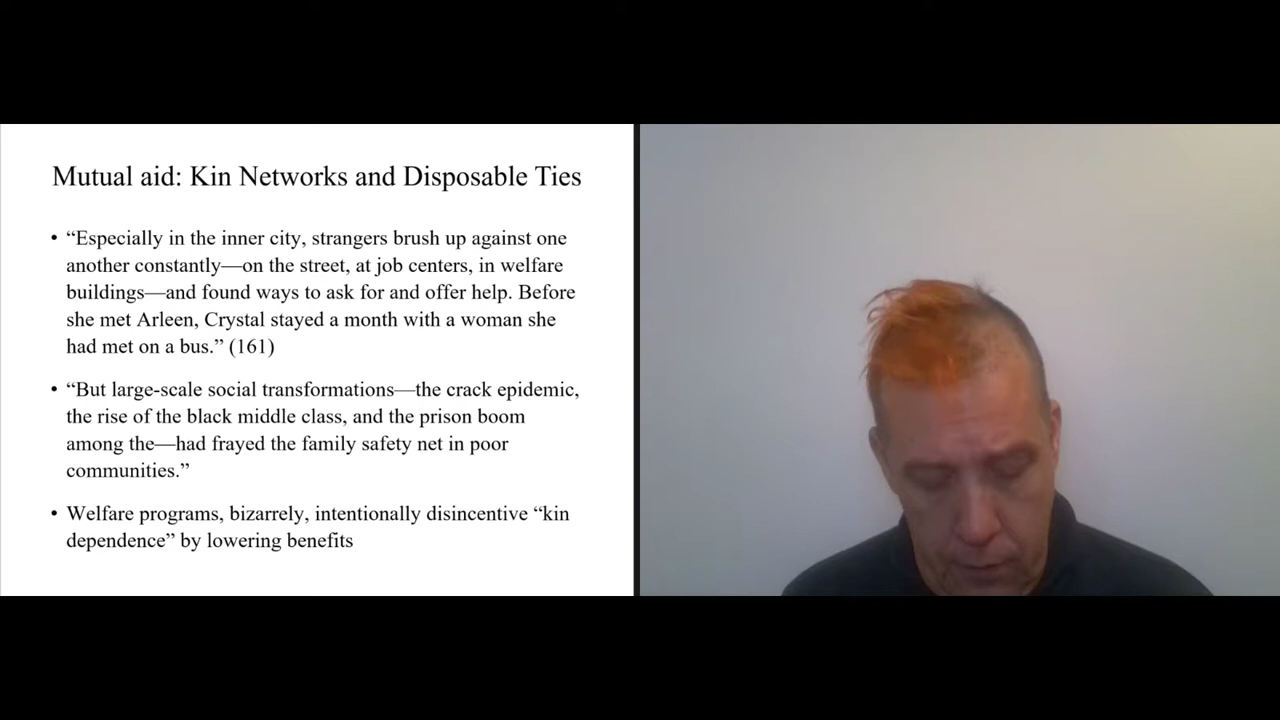 Mutual aid: Kin Networks and Disposable Ties
• “Especially in the inner city, strangers brush up against one
another constantly—on the street, at job centers, in welfare
buildings—and found ways to ask for and offer help. Before
she met Arleen, Crystal stayed a month with a woman she
had met on a bus.” (161)
• “But large-scale social transformations—the crack epidemic,
the rise of the black middle class, and the prison boom
among the—had frayed the family safety net in poor
communities.”
• Welfare programs, bizarrely, intentionally disincentive “kin
dependence” by lowering benefits